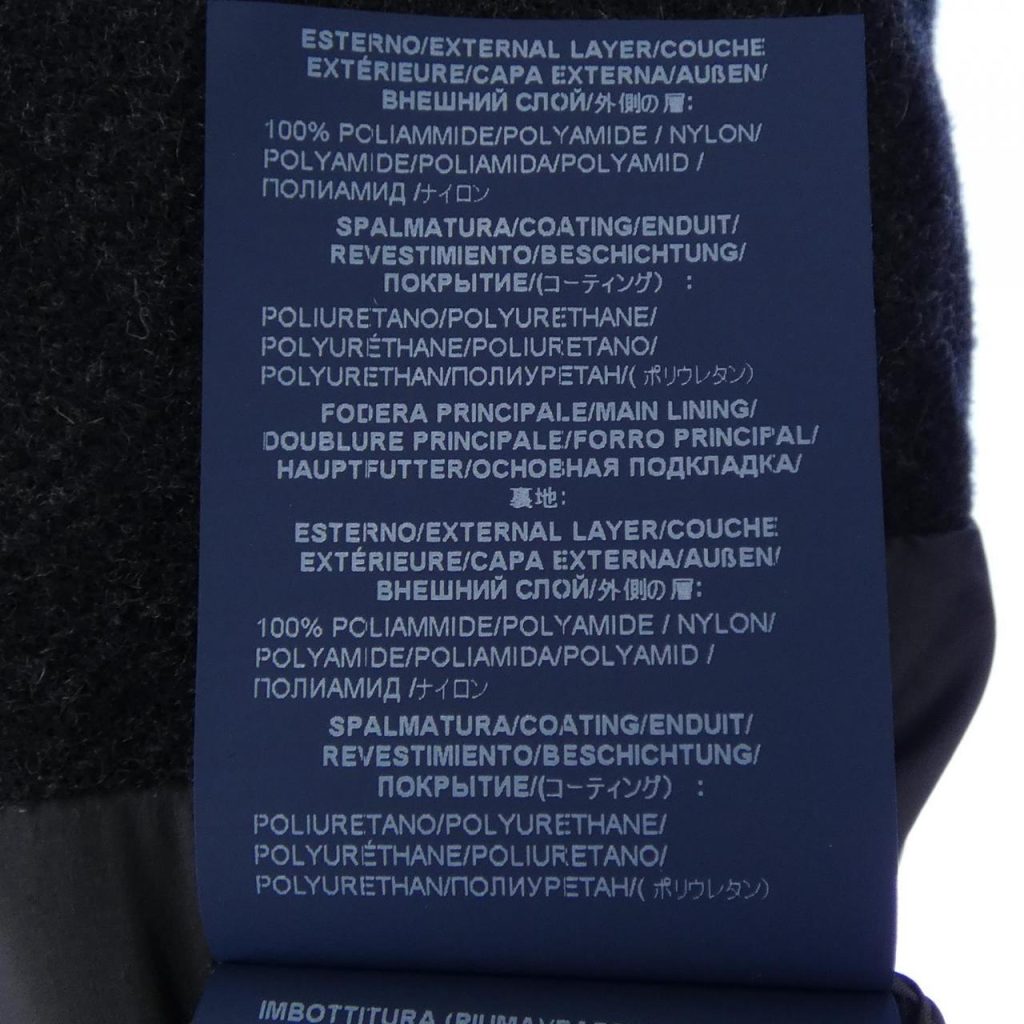 ESTERNO/EXTERNAL LAYER/COUCHE
EXTÉRIEURE/CAPA EXTERNA/AUßEN/
ВНЕШНИЙ СЛОЙ/外側の層:
100% POLIAMMIDE/POLYAMIDE / NYLON/
POLYAMIDE/POLIAMIDA/POLYAMID /
ПОЛИАМИД /ナイロン
SPALMATURA/COATING/ENDUIT/
REVESTIMIENTO/BESCHICHTUNG/
ПОКРЫТИЕ/(コーティング) :
POLIURETANO/POLYURETHANE/
POLYURÉTHANE/POLIURETANO/
POLYURETHAN/ПОЛИУРЕТАН/( ポリウレタン)
FODERA PRINCIPALE/MAIN LINING/
DOUBLURE PRINCIPALE/FORRO PRINCIPAL/
HAUPTFUTTER/ОСНОВНАЯ ПОДКЛАДКА/
裏地:
ESTERNO/EXTERNAL LAYER/COUCHE
EXTÉRIEURE/CAPA EXTERNA/AUßEN/
ВНЕШНИЙ СЛОЙ/外側の層:
100% POLIAMMIDE/POLYAMIDE / NYLON/
POLYAMIDE/POLIAMIDA/POLYAMID /
ПОЛИАМИД /ナイロン
SPALMATURA/COATING/ENDUIT/
REVESTIMIENTO/BESCHICHTUNG/
ПОКРЫТИЕ/(コーティング) :
POLIURETANO/POLYURETHANE/
POLYURÉTHANE/POLIURETANO/
POLYURETHAN/ПОЛИУРЕТАН/( ポリウレタン)
IMBOTTITURA (PIUMA)/